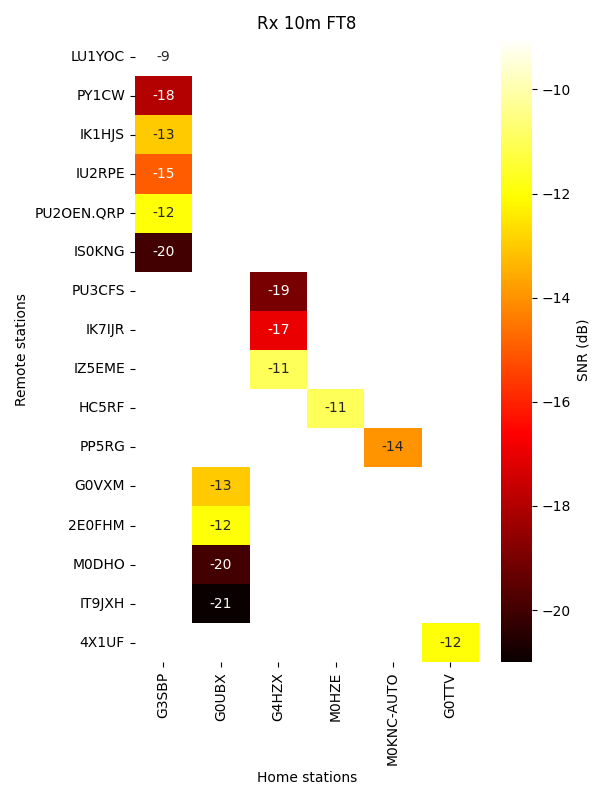 Rx 10m FT8
LU1YOC -9
PY1CW -18
IK1HJS -13
IU2RPE -15
PU2OEN.QRP -12
IS0KNG -20
PU3CFS -19
IK7IJR -17
IZ5EME -11
HC5RF -11
PP5RG -14
G0VXM -13
2E0FHM -12
M0DHO -20
IT9JXH -21
4X1UF -12
Remote stations
G3SBP
G0UBX
G4HZX
M0HZE
M0KNC-AUTO
G0TTV
Home stations
−10
−12
−14
−16
−18
−20
SNR (dB)